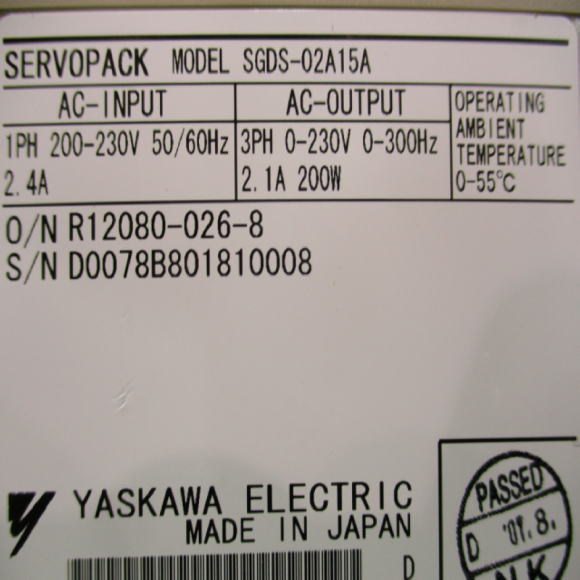 SERVOPACK MODEL SGDS-02A15A
AC-INPUT AC-OUTPUT OPERATING AMBIENT TEMPERATURE 0-55℃
1PH 200-230V 50/60Hz 3PH 0-230V 0-300Hz
2.4A 2.1A 200W
O/N R12080-026-8
S/N D0078B801810008
YASKAWA ELECTRIC
MADE IN JAPAN
D
PASSED
D '01.8.